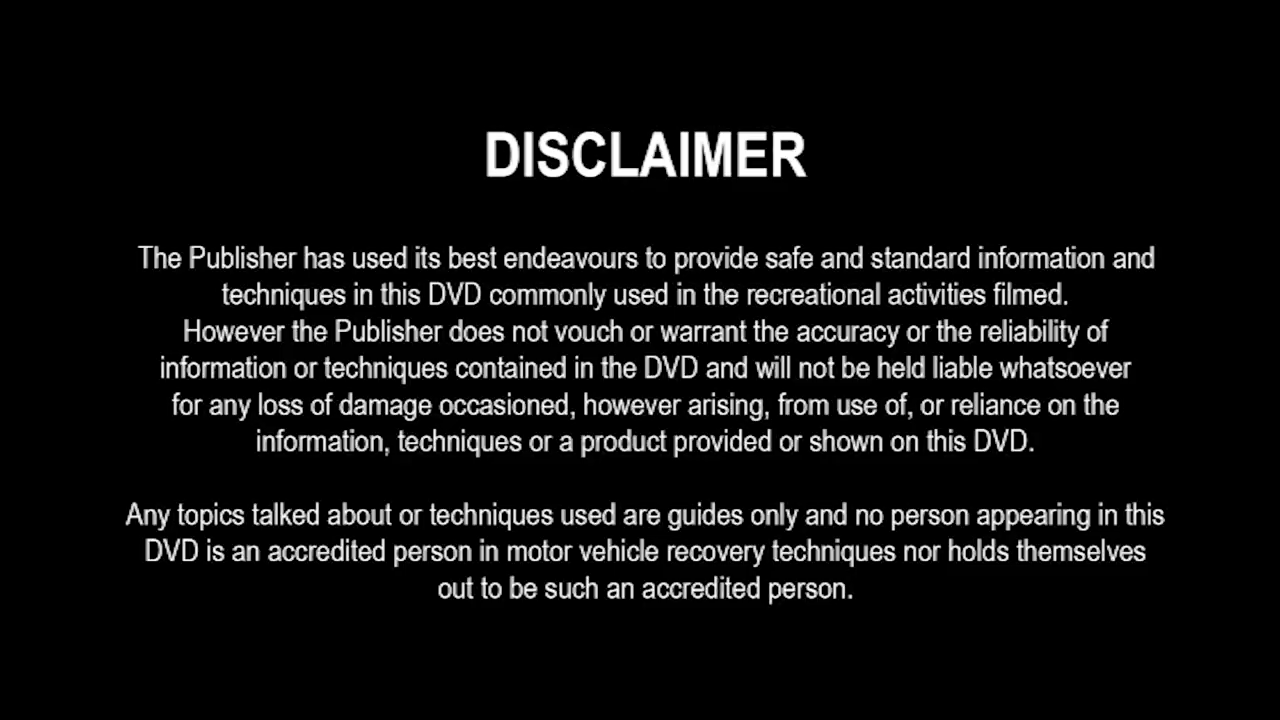 DISCLAIMER
The Publisher has used its best endeavours to provide safe and standard information and
techniques in this DVD commonly used in the recreational activities filmed.
However the Publisher does not vouch or warrant the accuracy or the reliability of
information or techniques contained in the DVD and will not be held liable whatsoever
for any loss of damage occasioned, however arising, from use of, or reliance on the
information, techniques or a product provided or shown on this DVD.
Any topics talked about or techniques used are guides only and no person appearing in this
DVD is an accredited person in motor vehicle recovery techniques nor holds themselves
out to be such an accredited person.